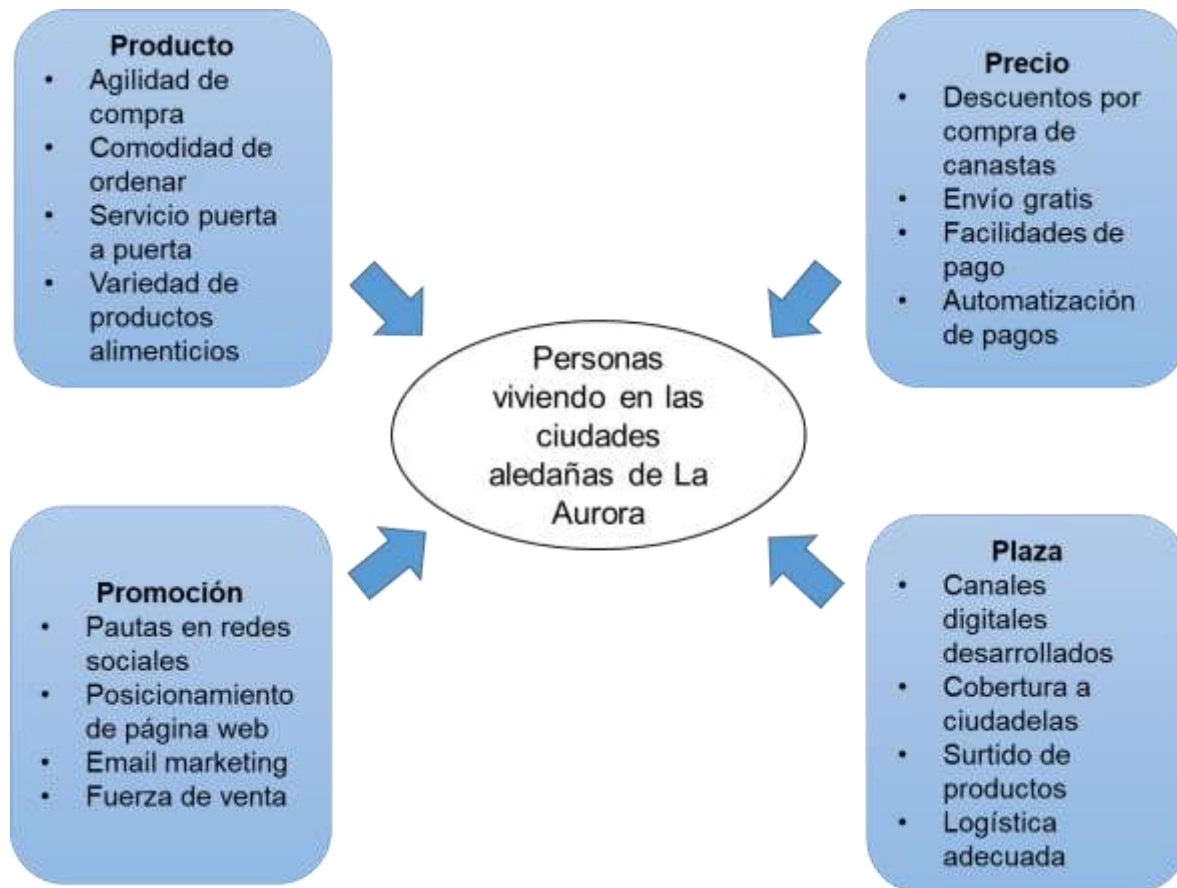 Producto
• Agilidad de
compra
• Comodidad de
ordenar
• Servicio puerta
a puerta
• Variedad de
productos
alimenticios
Precio
• Descuentos por
compra de
canastas
• Envío gratis
• Facilidades de
pago
• Automatización
de pagos
Personas
viviendo en las
ciudades
aledañas de La
Aurora
Promoción
• Pautas en redes
sociales
• Posicionamiento
de página web
• Email marketing
• Fuerza de venta
Plaza
• Canales
digitales
desarrollados
• Cobertura a
ciudadelas
• Surtido de
productos
• Logística
adecuada